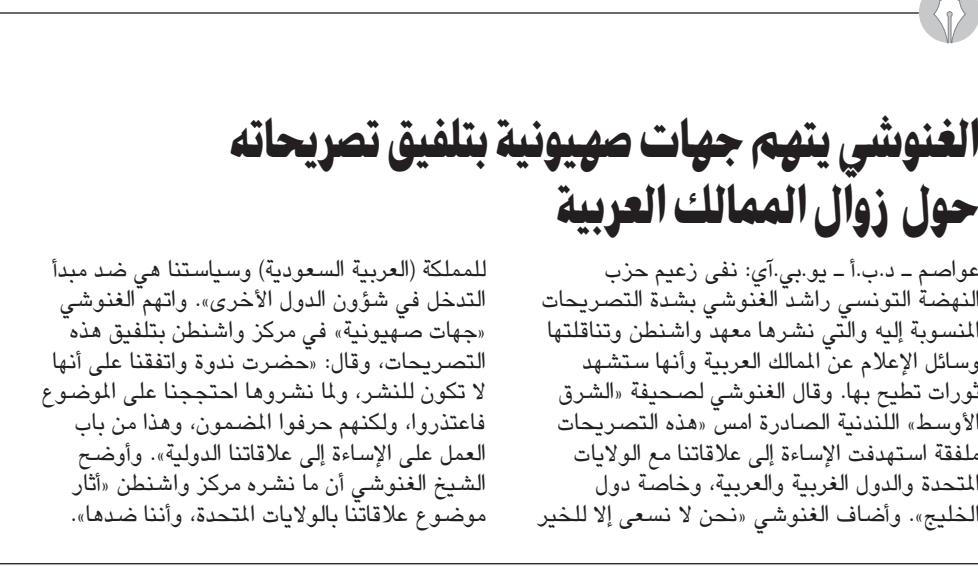 الغنوشي يتهم جهات صهيونية بتلفيق تصريحاته
حول زوال الممالك العربية
عواصم ـ د.ب.أ ـ يو.بي.آي: نفى زعيم حزب
النهضة التونسي راشد الغنوشي بشدة التصريحات
المنسوبة إليه والتي نشرها معهد واشنطن وتناقلتها
وسائل الإعلام عن الممالك العربية وأنها ستشهد
ثورات تطيح بها. وقال الغنوشي لصحيفة «الشرق
الأوسط» اللندنية الصادرة امس «هذه التصريحات
ملفقة استهدفت الإساءة إلى علاقاتنا مع الولايات
المتحدة والدول الغربية والعربية، وخاصة دول
الخليج». وأضاف الغنوشي «نحن لا نسعى إلا للخير
للمملكة (العربية السعودية) وسياستنا هي ضد مبدأ
التدخل في شؤون الدول الأخرى». واتهم الغنوشي
«جهات صهيونية» في مركز واشنطن بتلفيق هذه
التصريحات، وقال: «حضرت ندوة واتفقنا على أنها
لا تكون للنشر، ولما نشروها احتججنا على الموضوع
فاعتذروا، ولكنهم حرفوا المضمون، وهذا من باب
العمل على الإساءة إلى علاقاتنا الدولية». وأوضح
الشيخ الغنوشي أن ما نشره مركز واشنطن «أثار
موضوع علاقاتنا بالولايات المتحدة، وأننا ضدها».